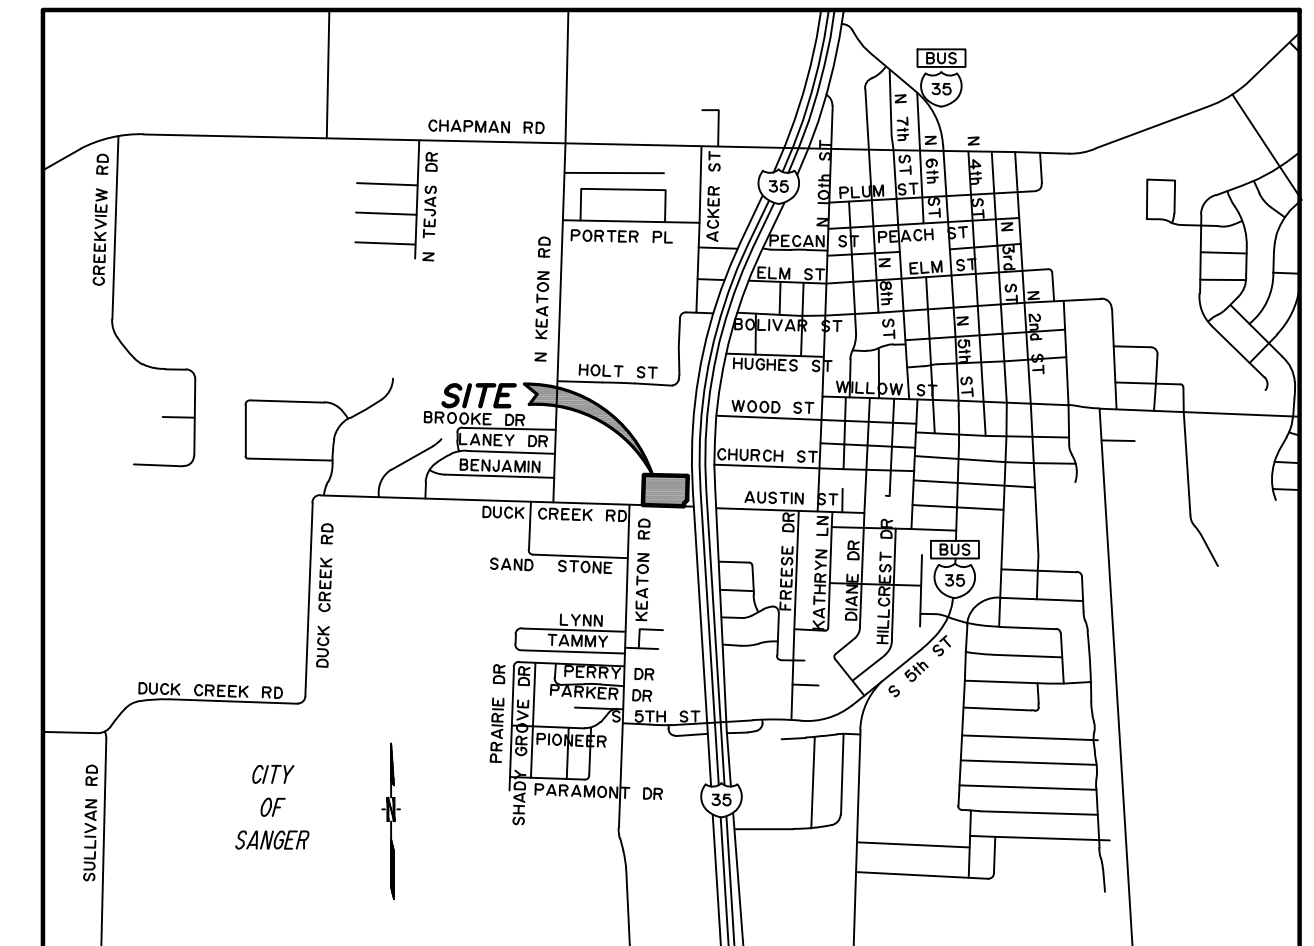 BUS
35
CHAPMAN RD
N 7th ST
N 6th ST
N 4th ST
CREEKVIEW RD
N TEJAS DR
ACKER ST
35
N 10th ST
PLUM ST
PORTER PL
PECAN ST
PEACH ST
N 3rd ST
N KEATON RD
ELM ST
N 8th ST
ELM ST
N 2nd ST
BOLIVAR ST
N 5th ST
HOLT ST
HUGHES ST
SITE
WILLOW ST
BROOKE DR
WOOD ST
LANEY DR
BENJAMIN
CHURCH ST
AUSTIN ST
DUCK CREEK RD
DUCK CREEK RD
KEATON RD
FREESE DR
KATHRYN LN
DIANE DR
HILLCREST DR
BUS
35
SAND STONE
LYNN
TAMMY
PRAIRIE DR
SHADY GROVE DR
PERRY DR
PARKER DR
S 5th ST
DUCK CREEK RD
S 5TH ST
PIONEER
PARAMONT DR
35
SULLIVAN RD
CITY
OF
SANGER
N